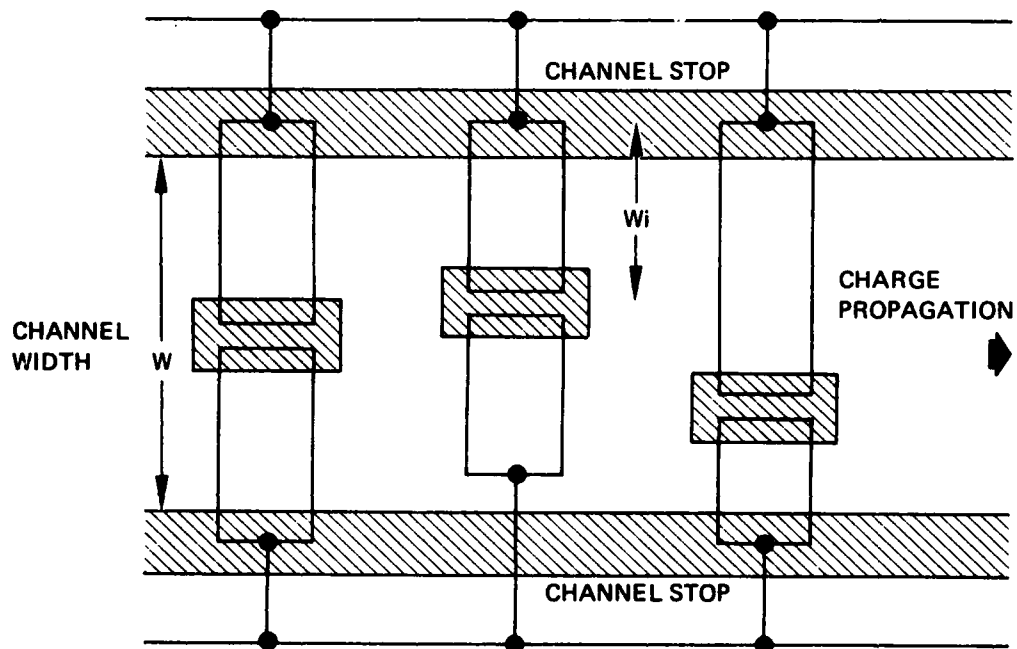 CHANNEL STOP
Wi
CHARGE
PROPAGATION
CHANNEL
WIDTH
W
CHANNEL STOP